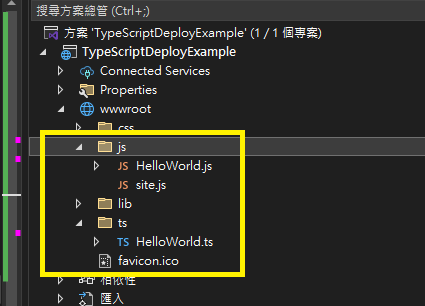 搜尋方案總管 (Ctrl+;)
方案 'TypeScriptDeployExample' (1 / 1 個專案)
TypeScriptDeployExample
Connected Services
Properties
wwwroot
css
js
JS HelloWorld.js
JS site.js
lib
ts
TS HelloWorld.ts
favicon.ico
相依性
匯入